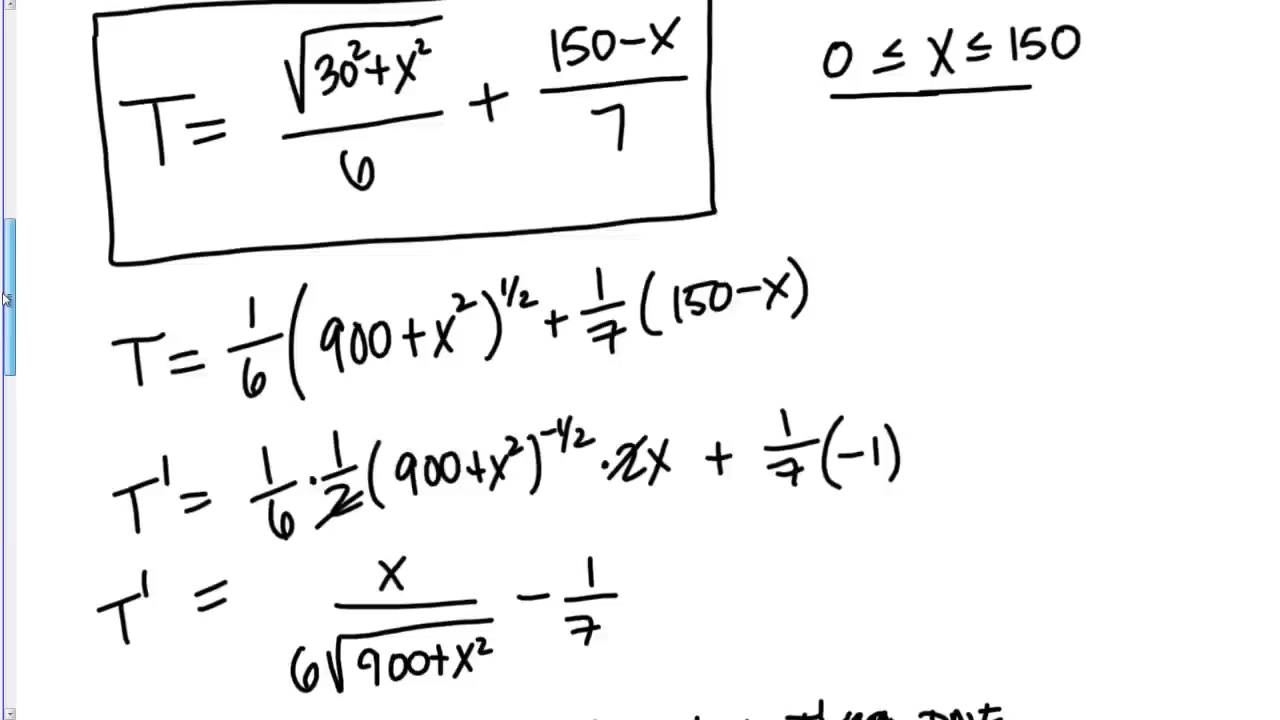 T = √(30²+x²)/6 + (150-x)/7
0 ≤ x ≤ 150
T = 1/6 (900+x²)^1/2 + 1/7 (150-x)
T' = 1/6 · 1/2 (900+x²)^-1/2 · 2x + 1/7 (-1)
T' = x/(6√(900+x²)) - 1/7